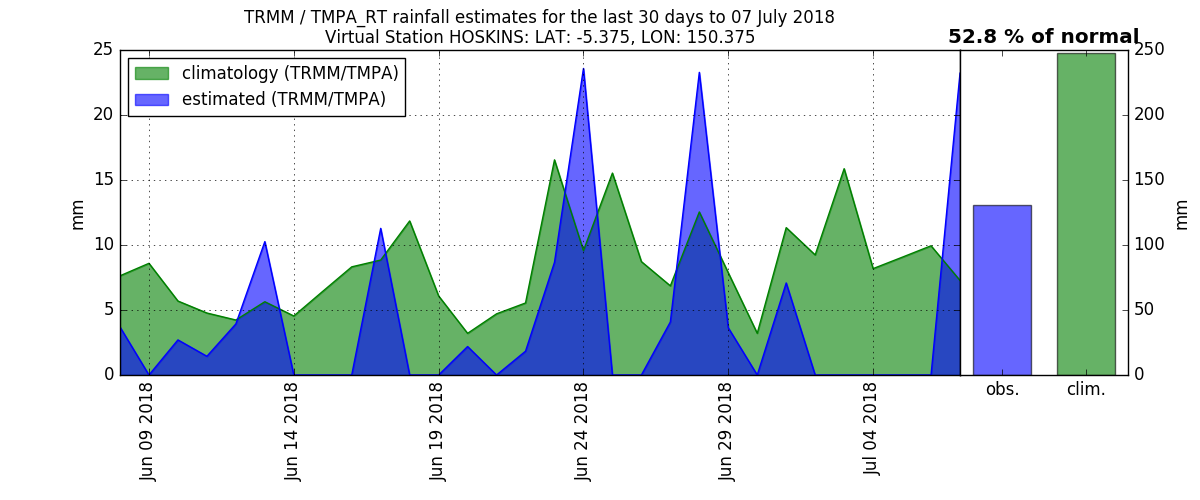 TRMM / TMPA_RT rainfall estimates for the last 30 days to 07 July 2018
Virtual Station HOSKINS: LAT: -5.375, LON: 150.375
52.8 % of normal
climatology (TRMM/TMPA)
estimated (TRMM/TMPA)
25
20
15
10
5
0
mm
Jun 09 2018
Jun 14 2018
Jun 19 2018
Jun 24 2018
Jun 29 2018
Jul 04 2018
obs.
clim.
250
200
150
100
50
0
mm